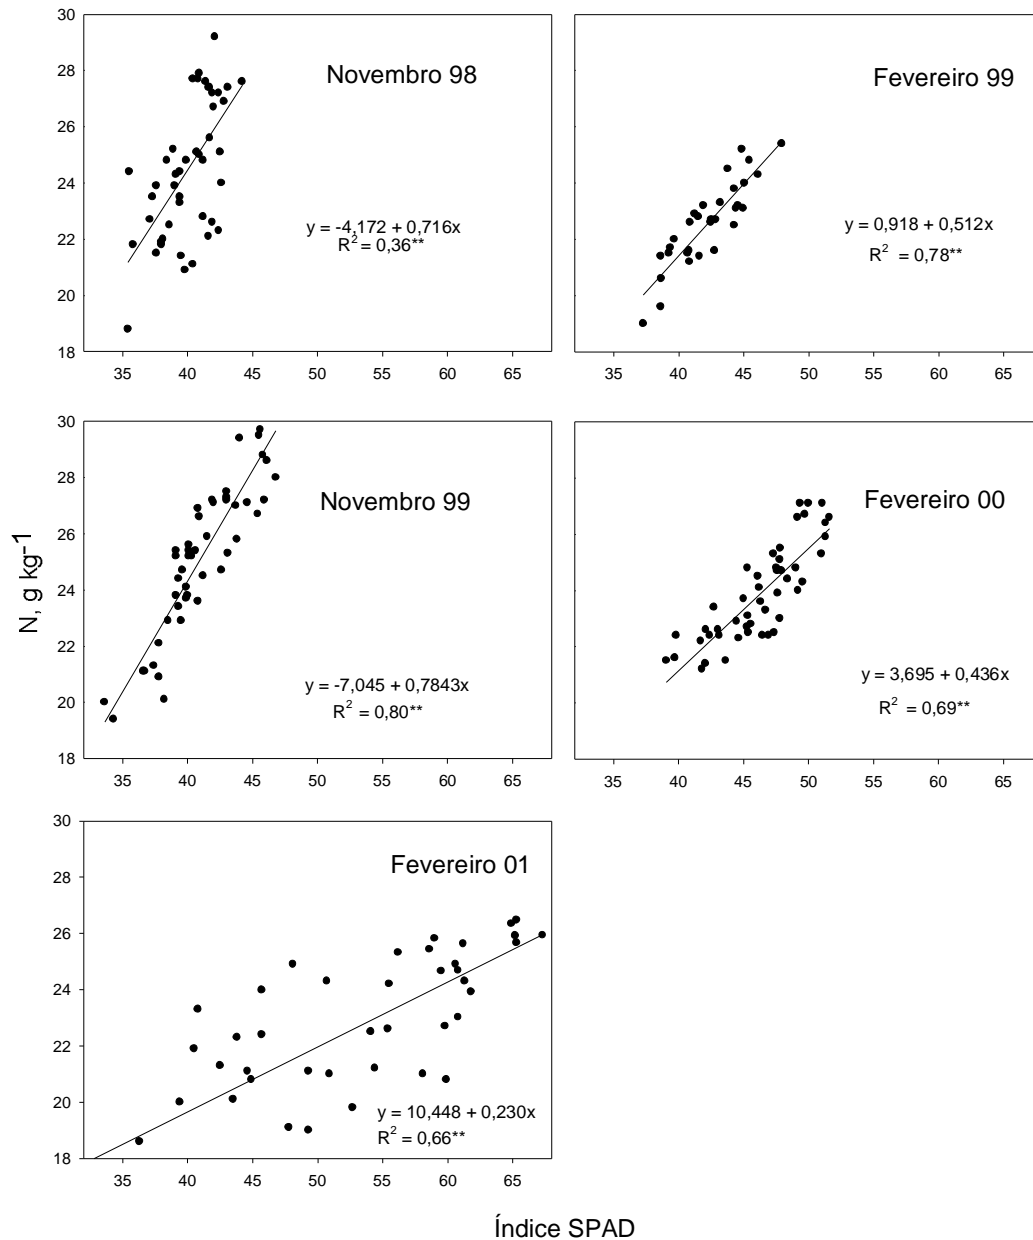 30
28
26
24
22
20
18
Novembro 98
y = -4,172 + 0,716x
R² = 0,36**
35 40 45 50 55 60 65
Fevereiro 99
y = 0,918 + 0,512x
R² = 0,78**
35 40 45 50 55 60 65
N, g kg-1
30
28
26
24
22
20
18
Novembro 99
y = -7,045 + 0,7843x
R² = 0,80**
35 40 45 50 55 60 65
Fevereiro 00
y = 3,695 + 0,436x
R² = 0,69**
35 40 45 50 55 60 65
30
28
26
24
22
20
18
Fevereiro 01
y = 10,448 + 0,230x
R² = 0,66**
35 40 45 50 55 60 65
Índice SPAD